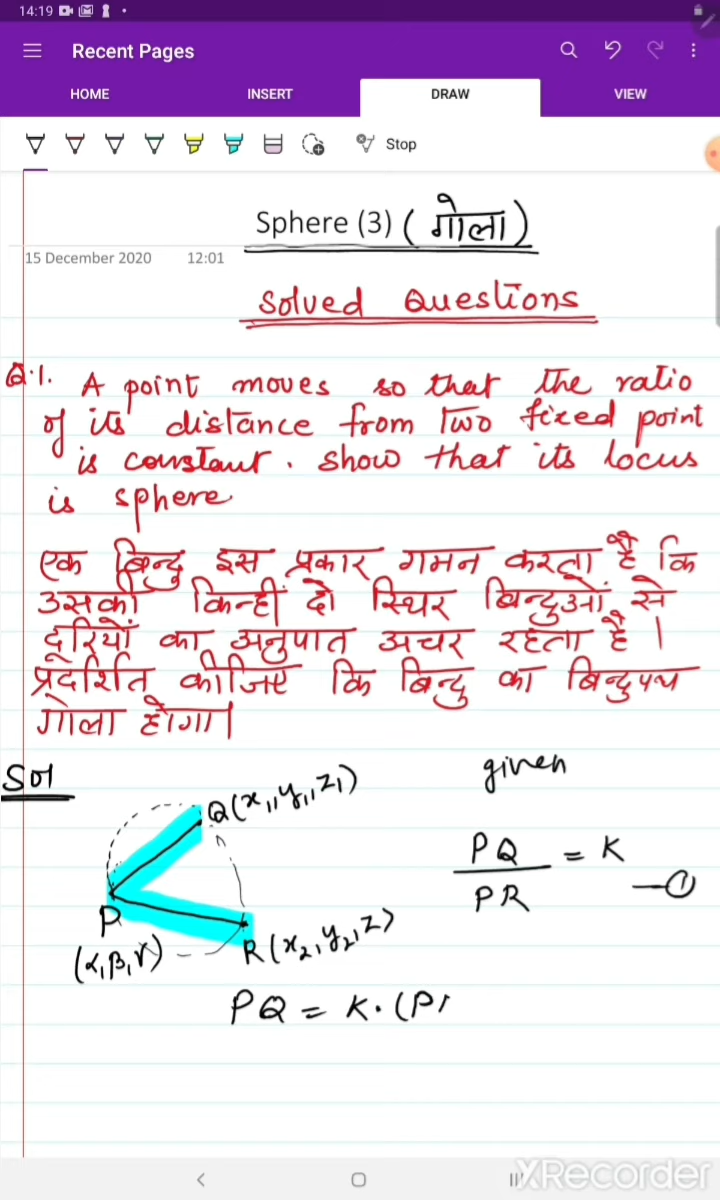 14:19
Recent Pages
HOME INSERT DRAW VIEW
Stop
Sphere (3) (गोला)
15 December 2020 12:01
Solved Questions
Q.1. A point moves so that the ratio
of its distance from two fixed point
is constant. show that its locus
is sphere
एक बिन्दु इस प्रकार गमन करता है कि
उसकी किन्हीं दो स्थिर बिन्दुओं से
दूरियों का अनुपात अचर रहता है।
प्रदर्शित कीजिए कि बिन्दु का बिन्दुपथ
गोला होगा।
Sol
given
Q(x₁,y₁,z₁)
PQ/PR = K —①
P
(α,β,γ)
R(x₂,y₂,z)
PQ = K.(P
XRecorder